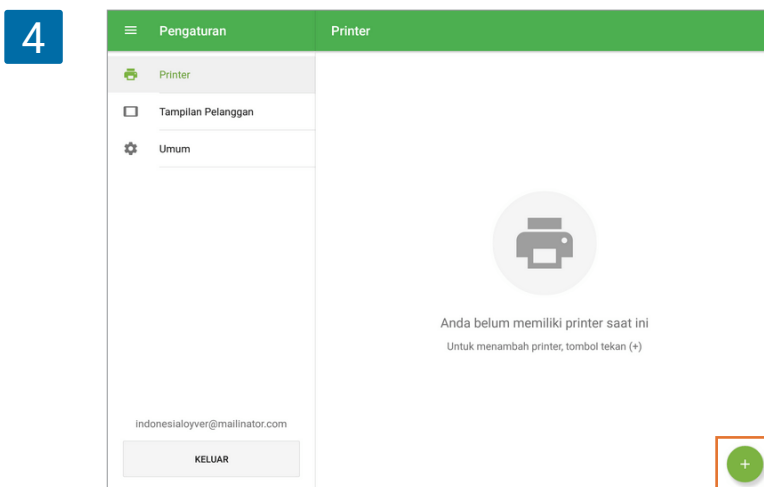 4
Pengaturan
Printer
Printer
Tampilan Pelanggan
Umum
Anda belum memiliki printer saat ini
Untuk menambah printer, tombol tekan (+)
indonesialoyver@mailinator.com
KELUAR
+